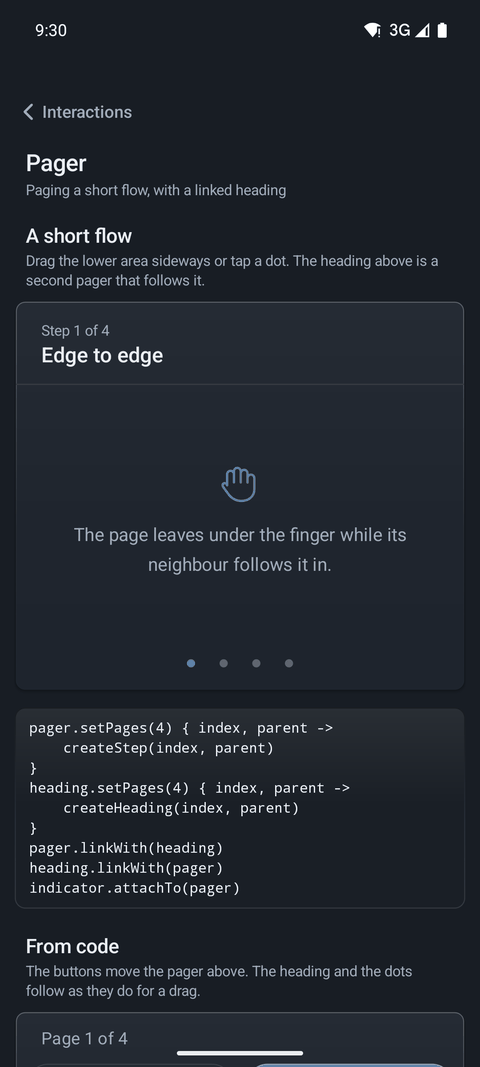 9:30
3G
Interactions
Pager
Paging a short flow, with a linked heading
A short flow
Drag the lower area sideways or tap a dot. The heading above is a
second pager that follows it.
Step 1 of 4
Edge to edge
The page leaves under the finger while its
neighbour follows it in.
pager.setPages(4) { index, parent ->
    createStep(index, parent)
}
heading.setPages(4) { index, parent ->
    createHeading(index, parent)
}
pager.linkWith(heading)
heading.linkWith(pager)
indicator.attachTo(pager)
From code
The buttons move the pager above. The heading and the dots
follow as they do for a drag.
Page 1 of 4